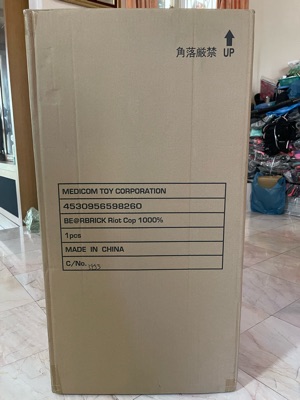 角落厳禁 UP
MEDICOM TOY CORPORATION
4530956598260
BE@RBRICK Riot Cop 1000%
1pcs
MADE IN CHINA
C/No.